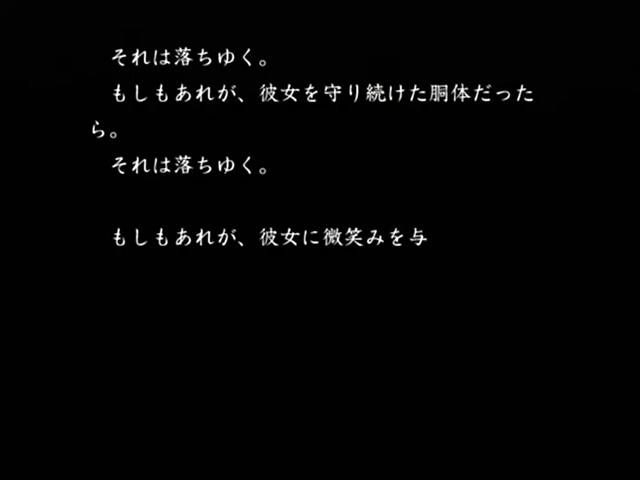 それは落ちゆく。
もしもあれが、彼女を守り続けた胴体だった
ら。
それは落ちゆく。
もしもあれが、彼女に微笑みを与